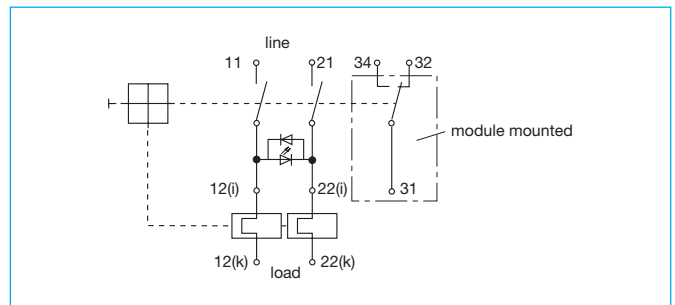 line
11 21 34 32
module mounted
12(i) 22(i) 31
12(k) 22(k)
load